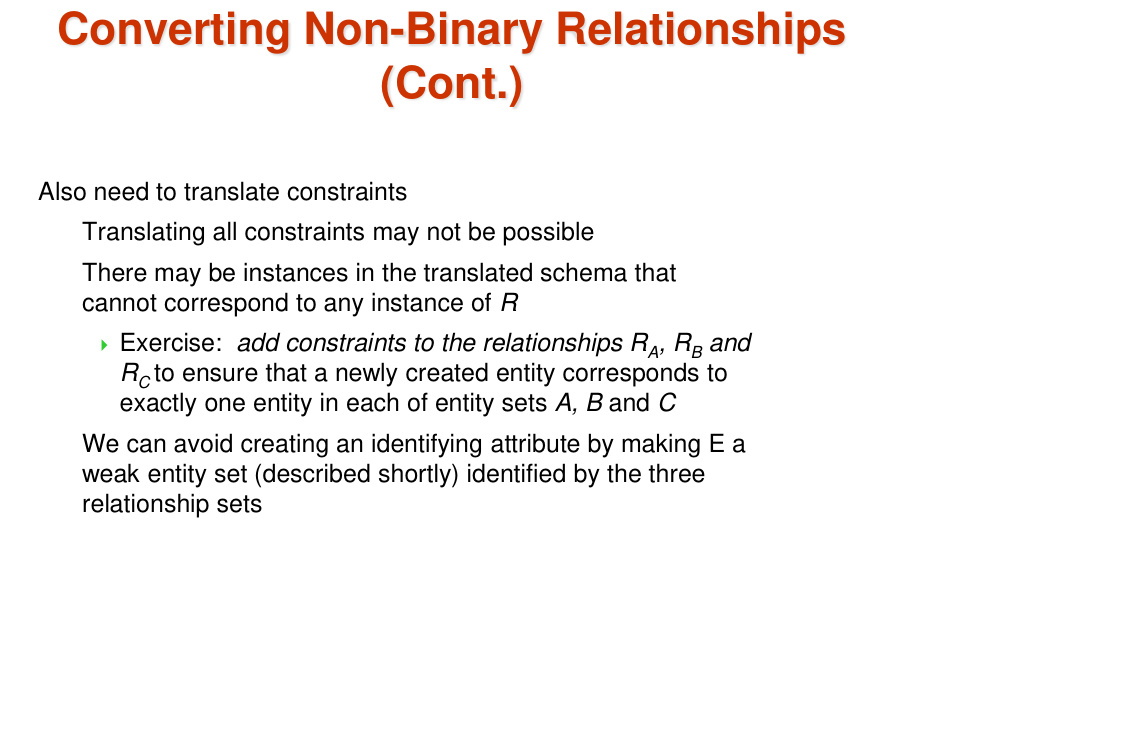 Converting Non-Binary Relationships
(Cont.)
Also need to translate constraints
Translating all constraints may not be possible
There may be instances in the translated schema that
cannot correspond to any instance of R
Exercise: add constraints to the relationships RA, RB and
RC to ensure that a newly created entity corresponds to
exactly one entity in each of entity sets A, B and C
We can avoid creating an identifying attribute by making E a
weak entity set (described shortly) identified by the three
relationship sets